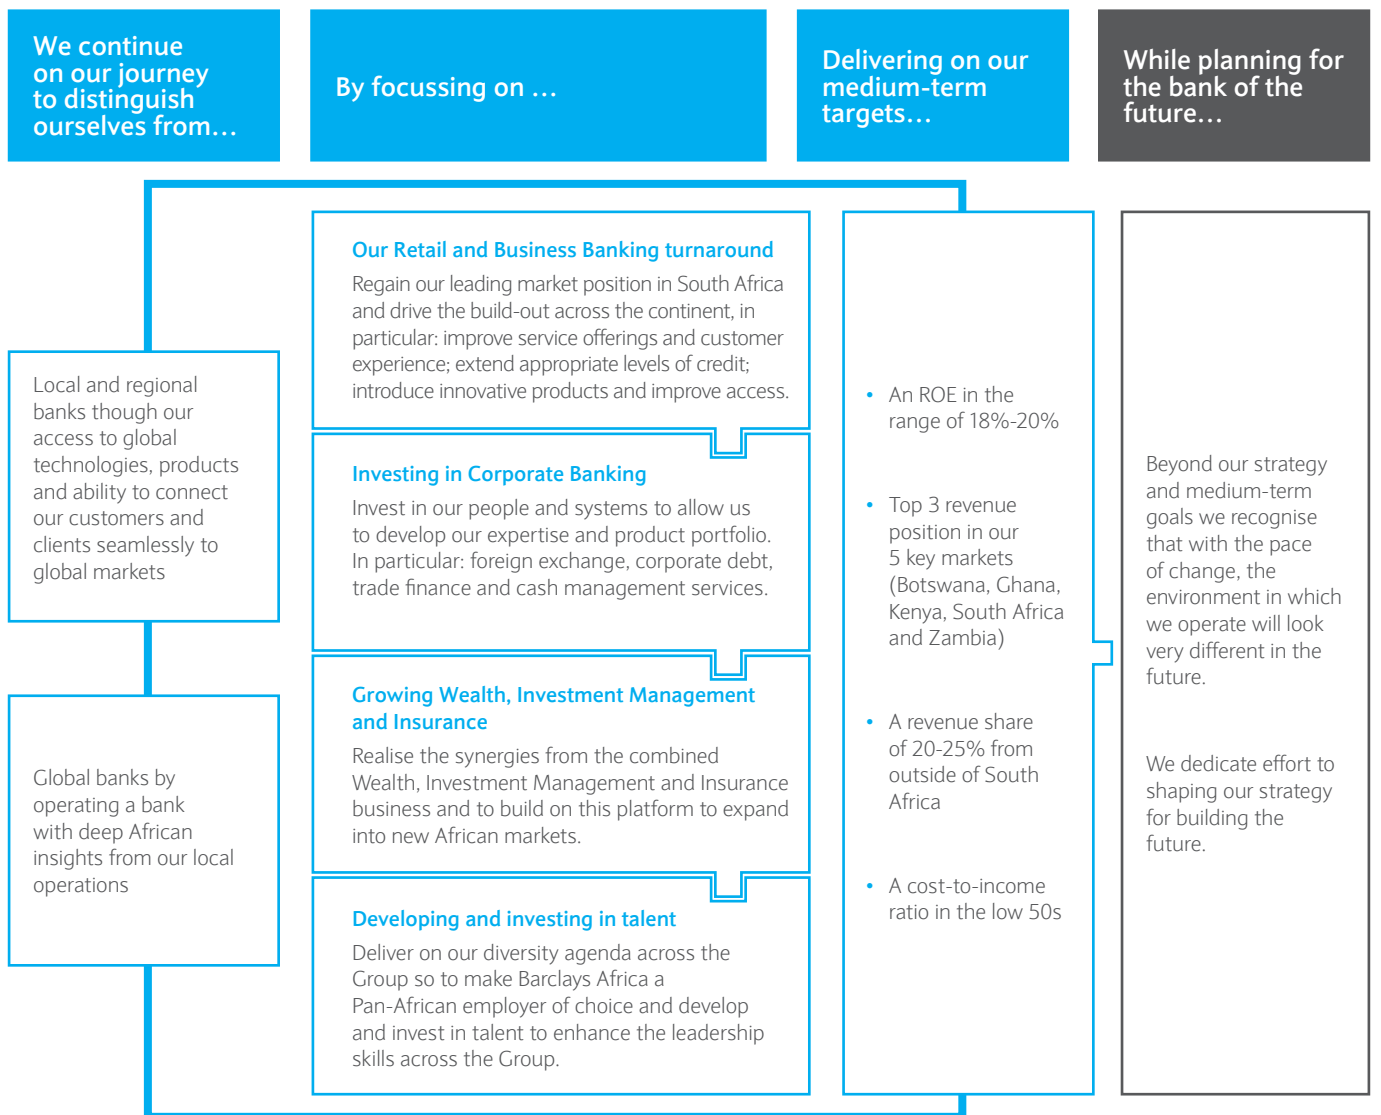 We continue
on our journey
to distinguish
ourselves from…
By focussing on …
Delivering on our
medium-term
targets…
While planning for
the bank of the
future…
Local and regional
banks though our
access to global
technologies, products
and ability to connect
our customers and
clients seamlessly to
global markets
Global banks by
operating a bank
with deep African
insights from our local
operations
Our Retail and Business Banking turnaround
Regain our leading market position in South Africa
and drive the build-out across the continent, in
particular: improve service offerings and customer
experience; extend appropriate levels of credit;
introduce innovative products and improve access.
Investing in Corporate Banking
Invest in our people and systems to allow us
to develop our expertise and product portfolio.
In particular: foreign exchange, corporate debt,
trade finance and cash management services.
Growing Wealth, Investment Management
and Insurance
Realise the synergies from the combined
Wealth, Investment Management and Insurance
business and to build on this platform to expand
into new African markets.
Developing and investing in talent
Deliver on our diversity agenda across the
Group so to make Barclays Africa a
Pan-African employer of choice and develop
and invest in talent to enhance the leadership
skills across the Group.
• An ROE in the
range of 18%-20%
• Top 3 revenue
position in our
5 key markets
(Botswana, Ghana,
Kenya, South Africa
and Zambia)
• A revenue share
of 20-25% from
outside of South
Africa
• A cost-to-income
ratio in the low 50s
Beyond our strategy
and medium-term
goals we recognise
that with the pace
of change, the
environment in which
we operate will look
very different in the
future.
We dedicate effort to
shaping our strategy
for building the
future.